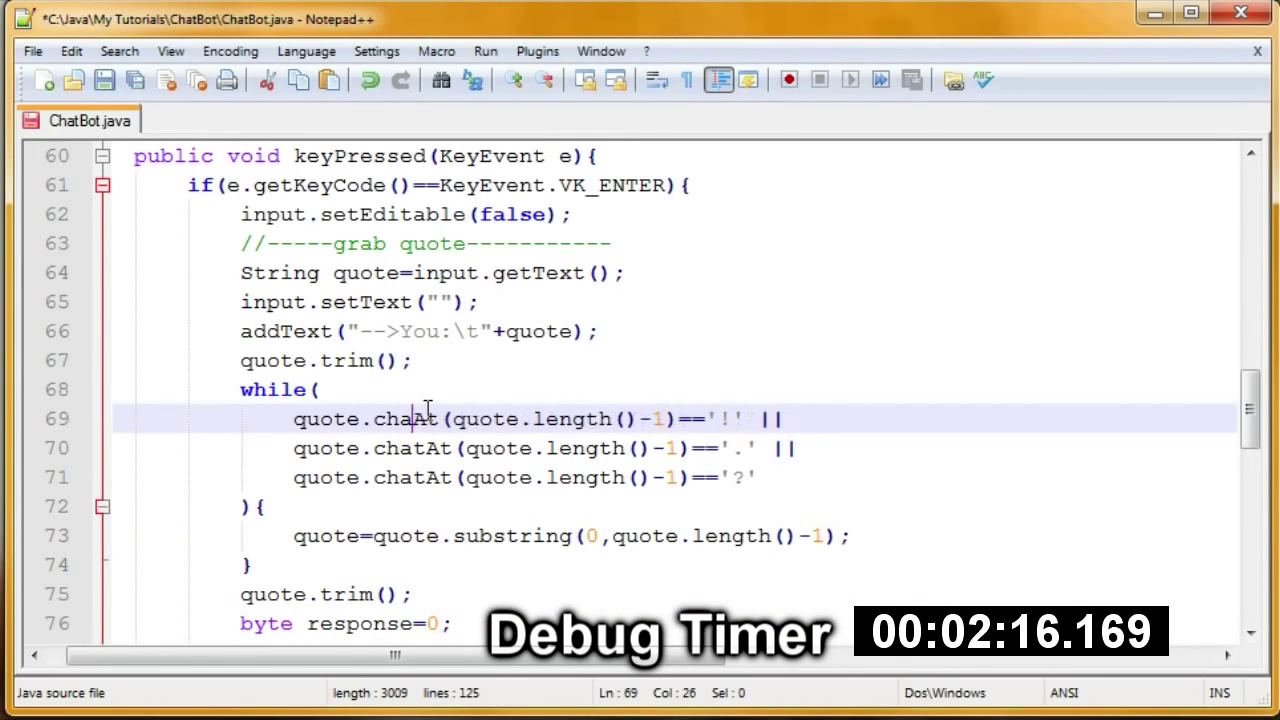 *C:\Java\My Tutorials\ChatBot\ChatBot.java - Notepad++
File Edit Search View Encoding Language Settings Macro Run Plugins Window ? X
ABC
ChatBot.java
60 public void keyPressed(KeyEvent e){
61 if(e.getKeyCode()==KeyEvent.VK_ENTER){
62 input.setEditable(false);
63 //-----grab quote-----------
64 String quote=input.getText();
65 input.setText("");
66 addText("-->You:\t"+quote);
67 quote.trim();
68 while(
69 quote.chaAt(quote.length()-1)=='!' ||
70 quote.chatAt(quote.length()-1)=='.' ||
71 quote.chatAt(quote.length()-1)=='?'
72 ){
73 quote=quote.substring(0,quote.length()-1);
74 }
75 quote.trim();
76 byte response=0;
Debug Timer 00:02:16.169
Java source file length : 3009 lines : 125 Ln : 69 Col : 26 Sel : 0 Dos\Windows ANSI INS